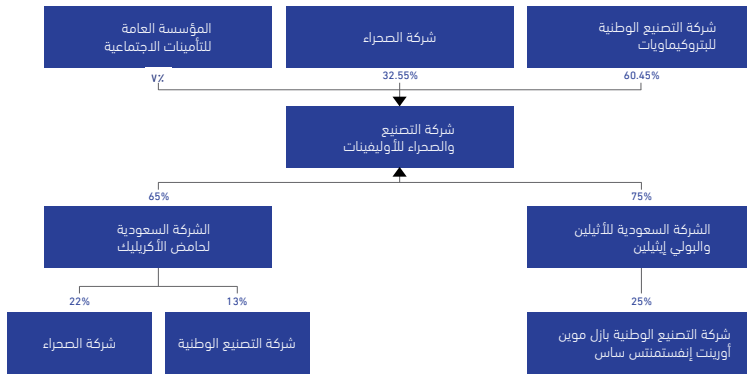 المؤسسة العامة
للتأمينات الاجتماعية
شركة الصحراء
شركة التصنيع الوطنية
للبتروكيماويات
٧٪
32.55%
60.45%
شركة التصنيع
والصحراء للأوليفينات
65%
75%
الشركة السعودية
لحامض الأكريليك
الشركة السعودية للأثيلين
والبولي إيثيلين
22%
13%
25%
شركة الصحراء
شركة التصنيع الوطنية
شركة التصنيع الوطنية بازل موين
أورينت إنفستمنتس ساس